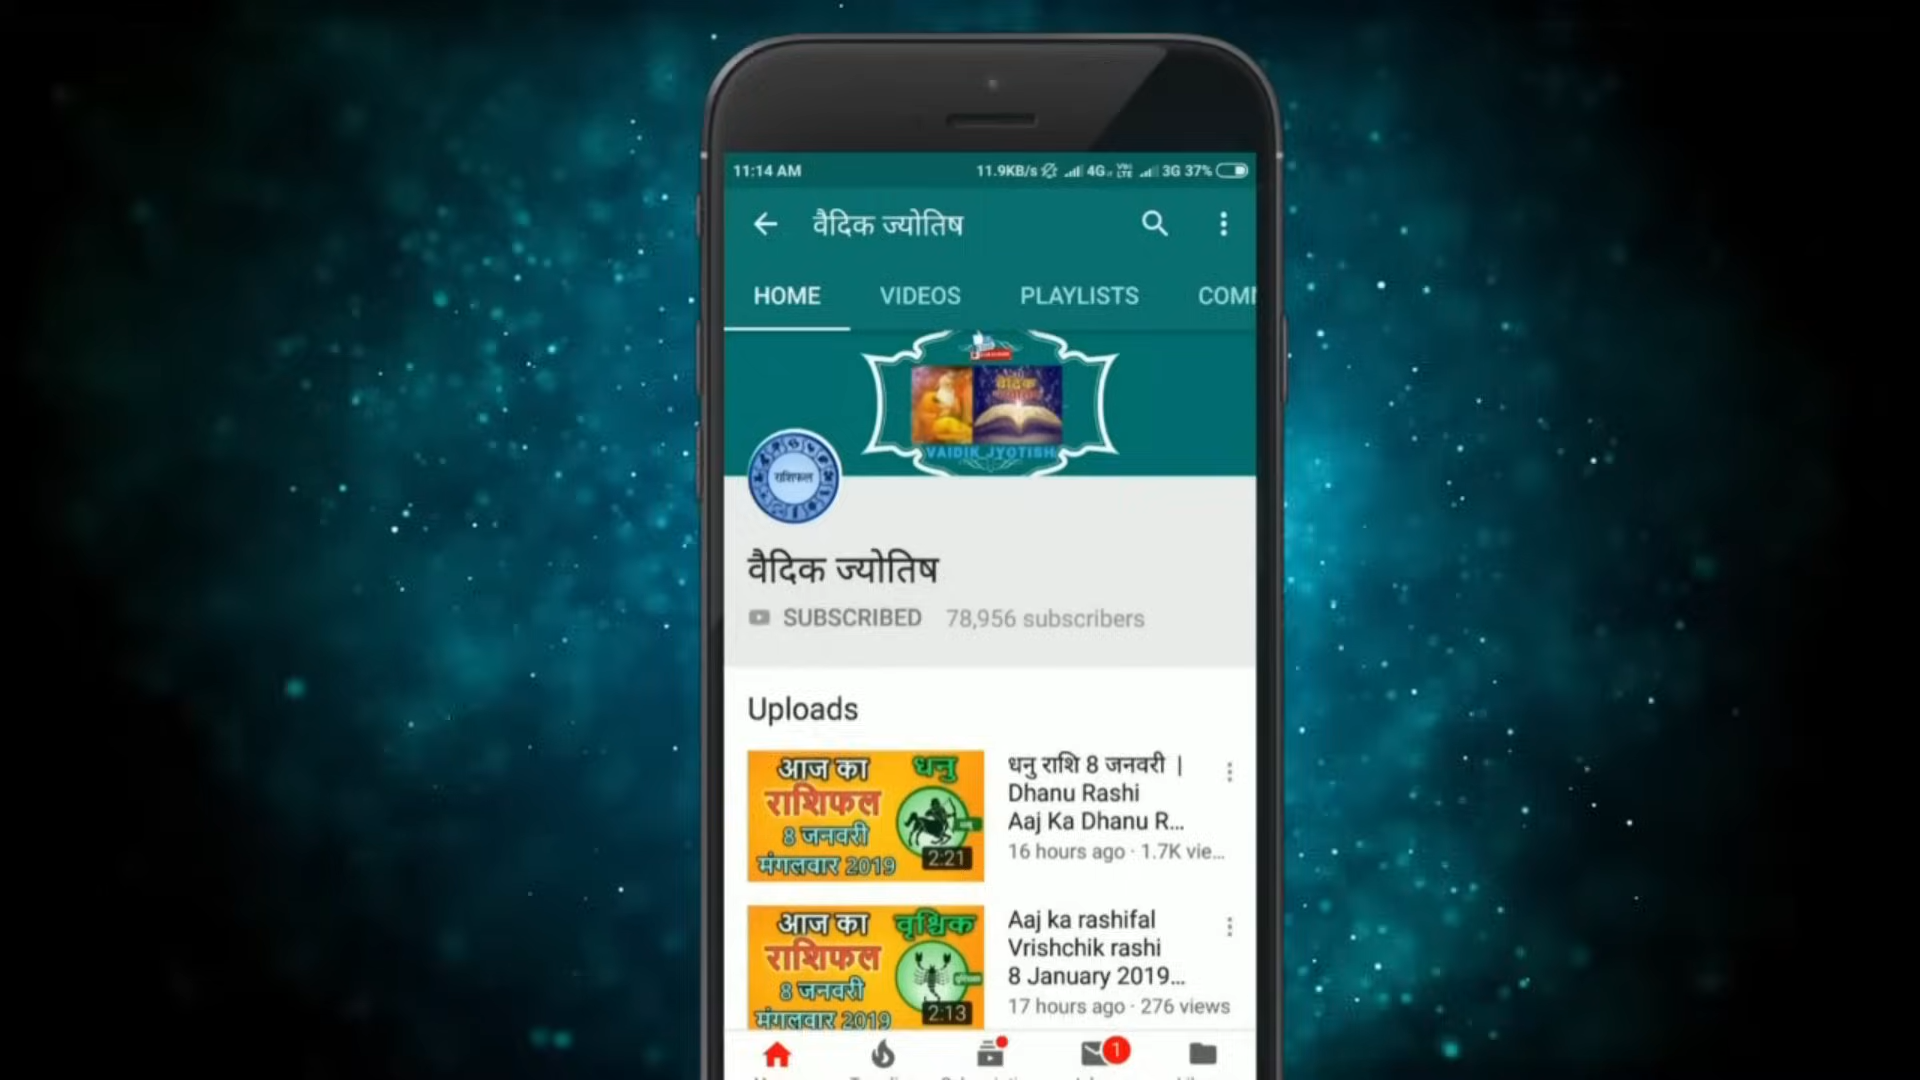 11:14 AM 11.9KB/s 4G VoLTE 3G 37%
वैदिक ज्योतिष
HOME VIDEOS PLAYLISTS COM
वैदिक
VAIDIK JYOTISH
राशिफल
वैदिक ज्योतिष
SUBSCRIBED 78,956 subscribers
Uploads
आज का धनु
राशिफल
8 जनवरी
मंगलवार 2019
2:21
धनु राशि 8 जनवरी |
Dhanu Rashi
Aaj Ka Dhanu R...
16 hours ago · 1.7K vie...
आज का वृश्चिक
राशिफल
8 जनवरी
मंगलवार 2019
2:13
Aaj ka rashifal
Vrishchik rashi
8 January 2019...
17 hours ago · 276 views
1